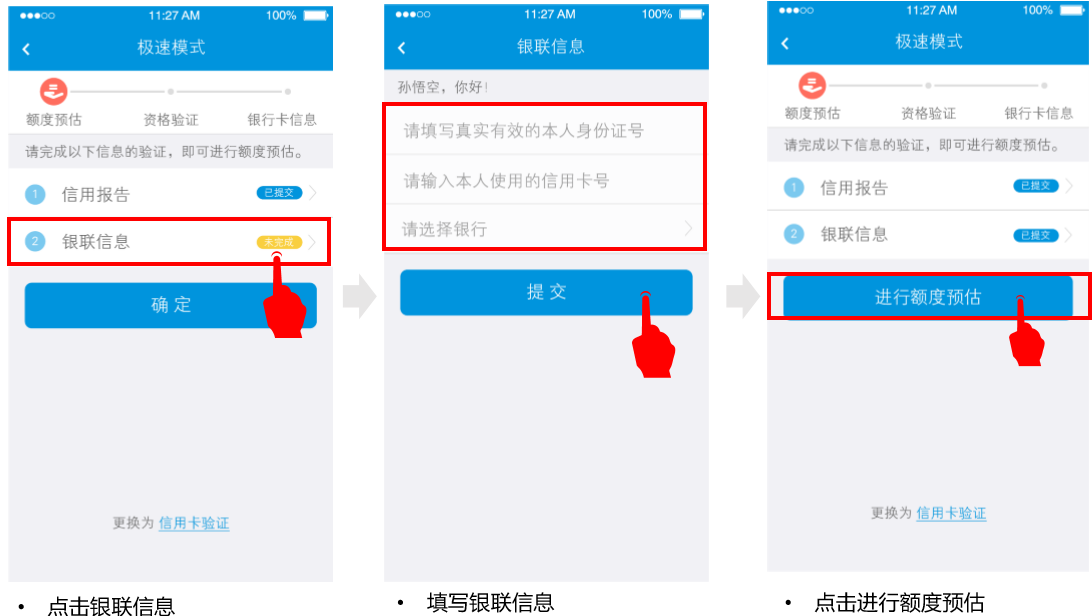 11:27 AM 100%
极速模式
额度预估 资格验证 银行卡信息
请完成以下信息的验证，即可进行额度预估。
1 信用报告 已提交
2 银联信息 未完成
确定
更换为 信用卡验证
• 点击银联信息
11:27 AM 100%
银联信息
孙悟空，你好!
请填写真实有效的本人身份证号
请输入本人使用的信用卡号
请选择银行
提交
• 填写银联信息
11:27 AM 100%
极速模式
额度预估 资格验证 银行卡信息
请完成以下信息的验证，即可进行额度预估。
1 信用报告 已提交
2 银联信息 已提交
进行额度预估
更换为 信用卡验证
• 点击进行额度预估